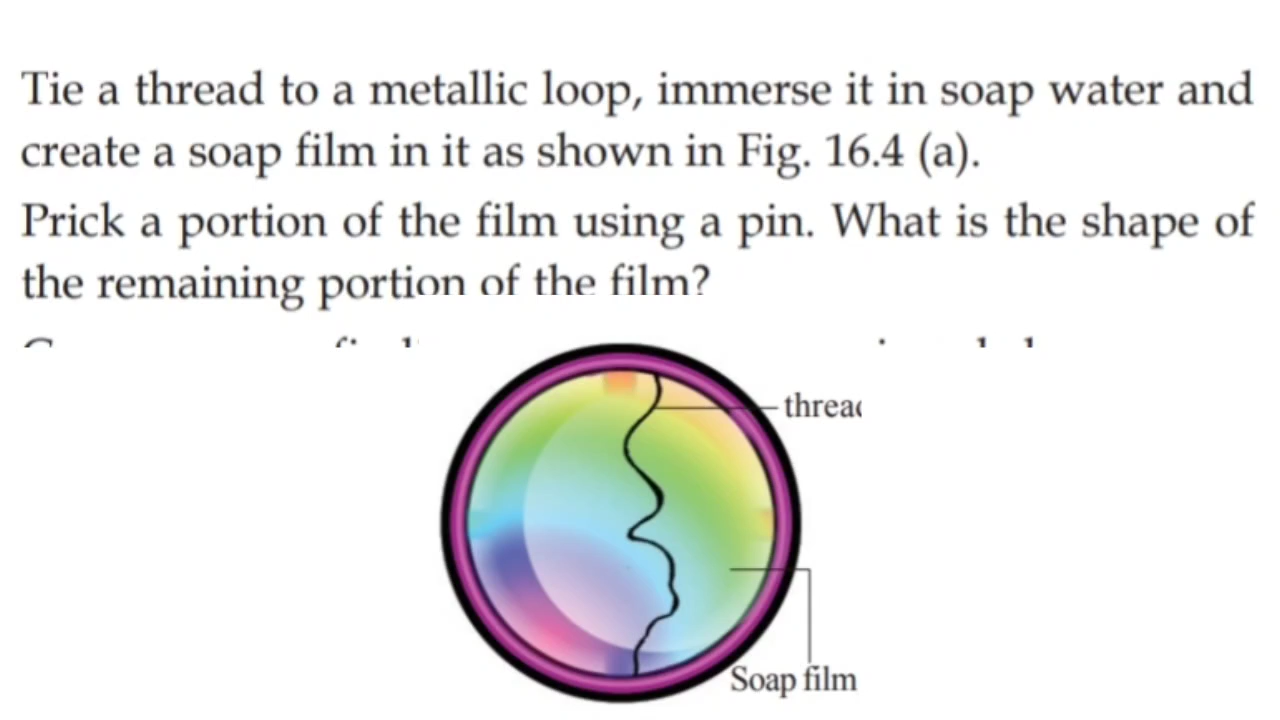 Tie a thread to a metallic loop, immerse it in soap water and
create a soap film in it as shown in Fig. 16.4 (a).
Prick a portion of the film using a pin. What is the shape of
the remaining portion of the film?
Soap film